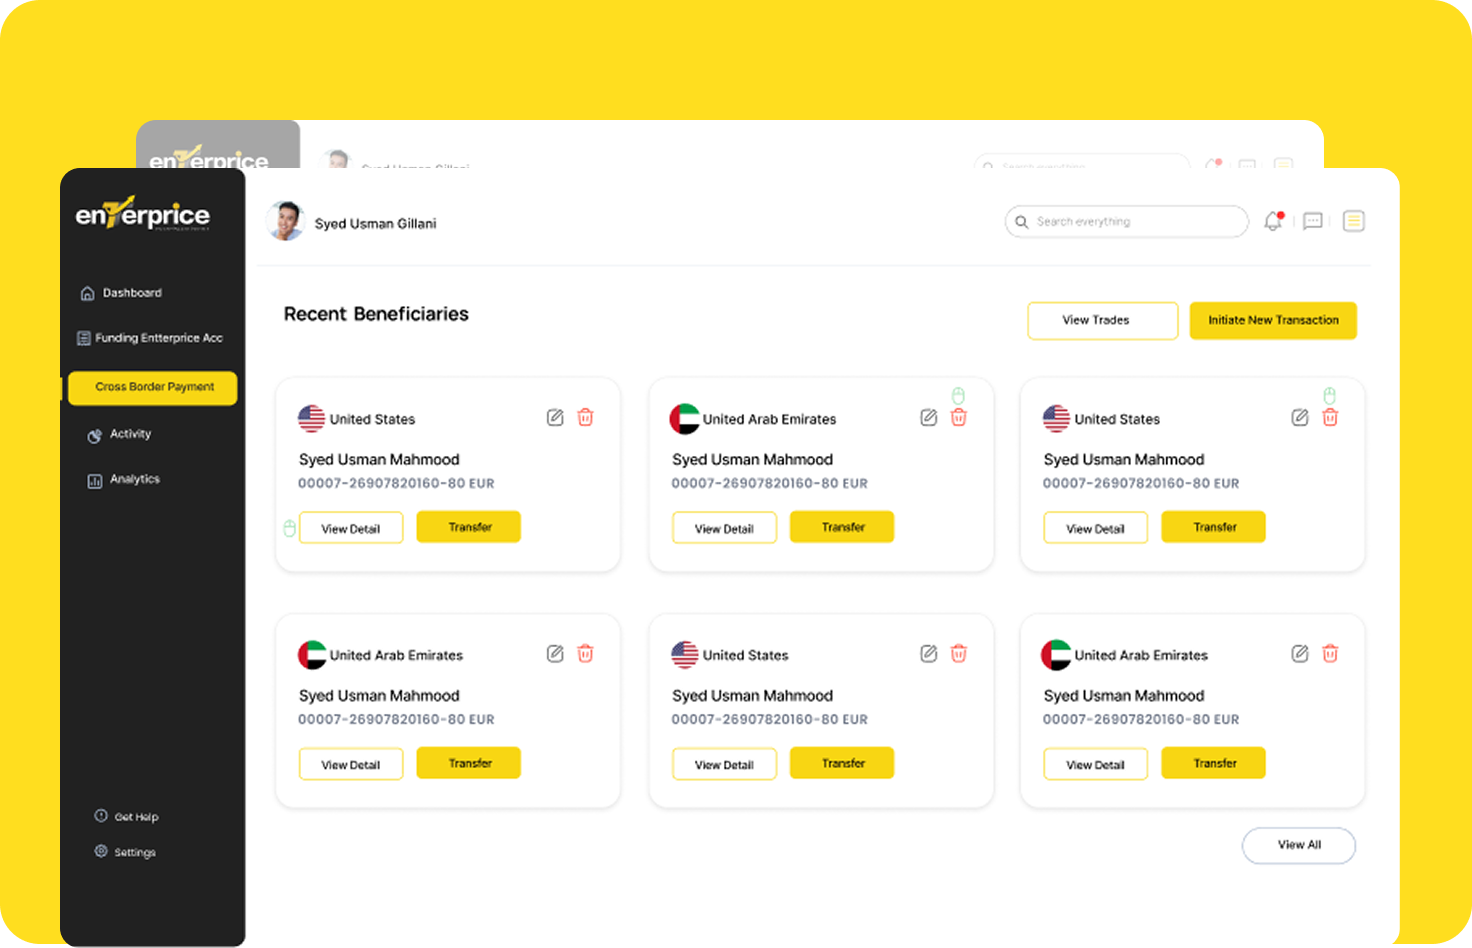 enterprice
Syed Usman Gillani
Search everything
enterprice
Syed Usman Gillani
Search everything
Dashboard
Funding Entterprice Acc
Cross Border Payment
Activity
Analytics
Get Help
Settings
Recent Beneficiaries
View Trades
Initiate New Transaction
United States
Syed Usman Mahmood
00007-26907820160-80 EUR
View Detail Transfer
United Arab Emirates
Syed Usman Mahmood
00007-26907820160-80 EUR
View Detail Transfer
United States
Syed Usman Mahmood
00007-26907820160-80 EUR
View Detail Transfer
United Arab Emirates
Syed Usman Mahmood
00007-26907820160-80 EUR
View Detail Transfer
United States
Syed Usman Mahmood
00007-26907820160-80 EUR
View Detail Transfer
United Arab Emirates
Syed Usman Mahmood
00007-26907820160-80 EUR
View Detail Transfer
View All